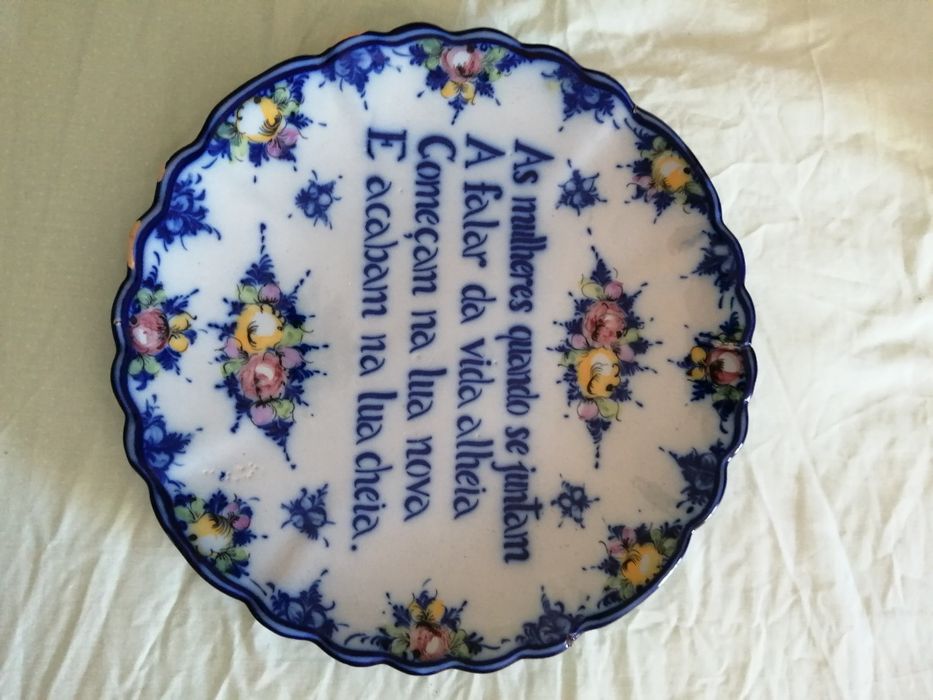 As mulheres quando se juntam
A falar da vida alheia
Começam na lua nova
E acabam na lua cheia.